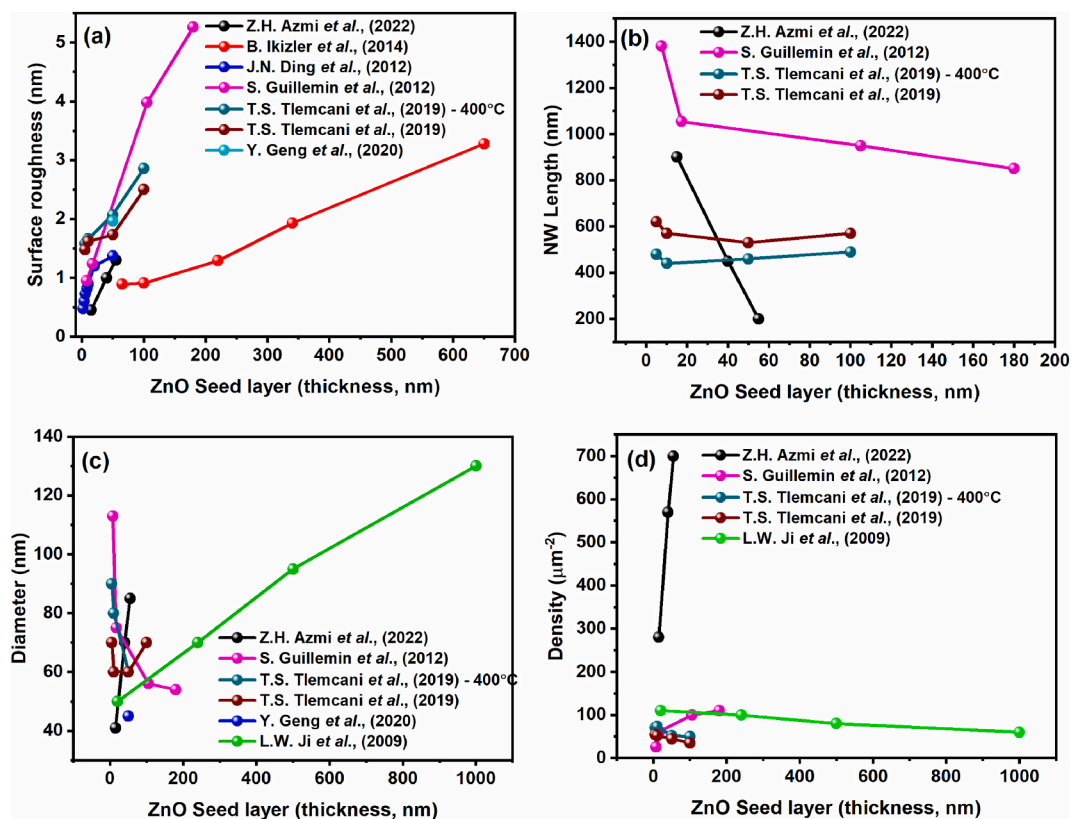 (a)
Z.H. Azmi et al., (2022)
B. Ikizler et al., (2014)
J.N. Ding et al., (2012)
S. Guillemin et al., (2012)
T.S. Tlemcani et al., (2019) - 400°C
T.S. Tlemcani et al., (2019)
Y. Geng et al., (2020)
Surface roughness (nm)
5
4
3
2
1
0
0 100 200 300 400 500 600 700
ZnO Seed layer (thickness, nm)
(b)
Z.H. Azmi et al., (2022)
S. Guillemin et al., (2012)
T.S. Tlemcani et al., (2019) - 400°C
T.S. Tlemcani et al., (2019)
NW Length (nm)
1400
1200
1000
800
600
400
200
0 20 40 60 80 100 120 140 160 180 200
ZnO Seed layer (thickness, nm)
(c)
Z.H. Azmi et al., (2022)
S. Guillemin et al., (2012)
T.S. Tlemcani et al., (2019) - 400°C
T.S. Tlemcani et al., (2019)
Y. Geng et al., (2020)
L.W. Ji et al., (2009)
Diameter (nm)
140
120
100
80
60
40
0 200 400 600 800 1000
ZnO Seed layer (thickness, nm)
(d)
Z.H. Azmi et al., (2022)
S. Guillemin et al., (2012)
T.S. Tlemcani et al., (2019) - 400°C
T.S. Tlemcani et al., (2019)
L.W. Ji et al., (2009)
Density (μm⁻²)
700
600
500
400
300
200
100
0
0 200 400 600 800 1000
ZnO Seed layer (thickness, nm)